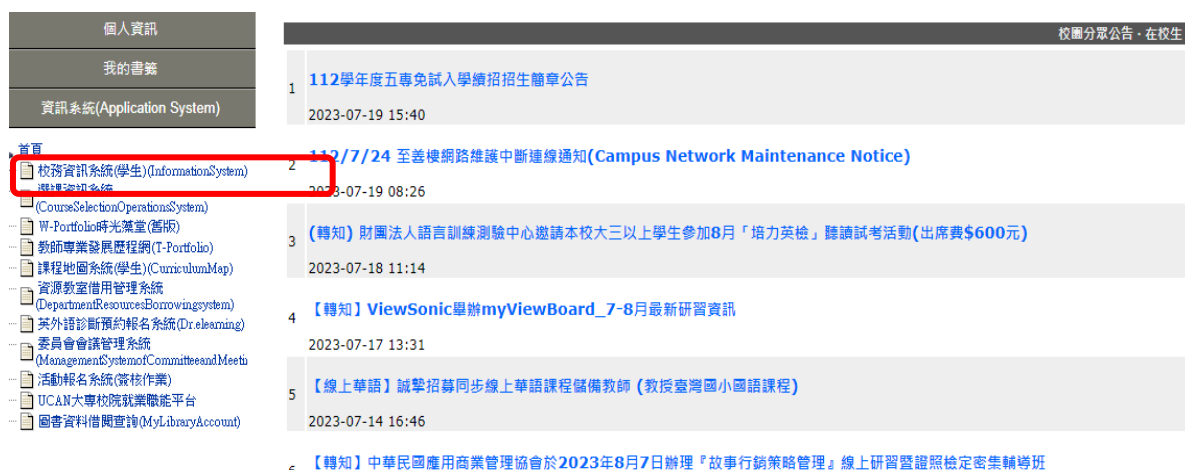 個人資訊
我的書籤
資訊系統(Application System)
首頁
校務資訊系統(學生)(InformationSystem)
選課資訊系統
(CourseSelectionOperationsSystem)
W-Portfolio時光藻堂(舊版)
教師專業發展歷程網(T-Portfolio)
課程地圖系統(學生)(CurriculumMap)
資源教室借用管理系統
(DepartmentResourcesBorrowingsystem)
英外語診斷預約報名系統(Dr.elearning)
委員會會議管理系統
(ManagementSystemofCommitteeandMeetin
活動報名系統(簽核作業)
UCAN大專校院就業職能平台
圖書資料借閱查詢(MyLibraryAccount)
校園分眾公告 · 在校生
1 112學年度五專免試入學續招招生簡章公告
2023-07-19 15:40
2 112/7/24 至善樓網路維護中斷連線通知(Campus Network Maintenance Notice)
2023-07-19 08:26
3 (轉知) 財團法人語言訓練測驗中心邀請本校大三以上學生參加8月「培力英檢」聽讀試考活動(出席費$600元)
2023-07-18 11:14
4 【轉知】ViewSonic舉辦myViewBoard_7-8月最新研習資訊
2023-07-17 13:31
5 【線上華語】誠摯招募同步線上華語課程儲備教師 (教授臺灣國小國語課程)
2023-07-14 16:46
6 【轉知】中華民國應用商業管理協會於2023年8月7日辦理『故事行銷策略管理』線上研習暨證照檢定密集輔導班